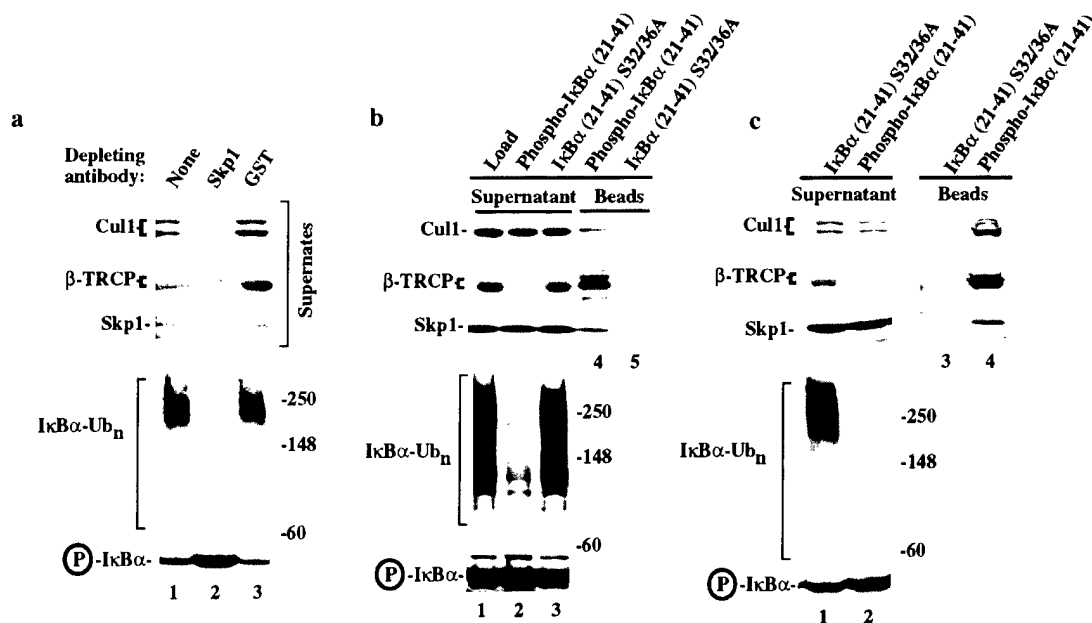 a
Depleting
antibody:
None
Skp1
GST
Cul1
β-TRCP
Skp1-
Supernates
IκBα-Ubn
-250
-148
-60
P -IκBα-
1 2 3
b
Load
Phospho-IκBα (21-41)
IκBα (21-41) S32/36A
Phospho-IκBα (21-41)
IκBα (21-41) S32/36A
Supernatant Beads
Cul1-
β-TRCP
Skp1-
4 5
IκBα-Ubn
-250
-148
-60
P -IκBα-
1 2 3
c
IκBα (21-41) S32/36A
Phospho-IκBα (21-41)
IκBα (21-41) S32/36A
Phospho-IκBα (21-41)
Supernatant Beads
Cul1
β-TRCP
Skp1-
3 4
IκBα-Ubn
-250
-148
-60
P -IκBα-
1 2